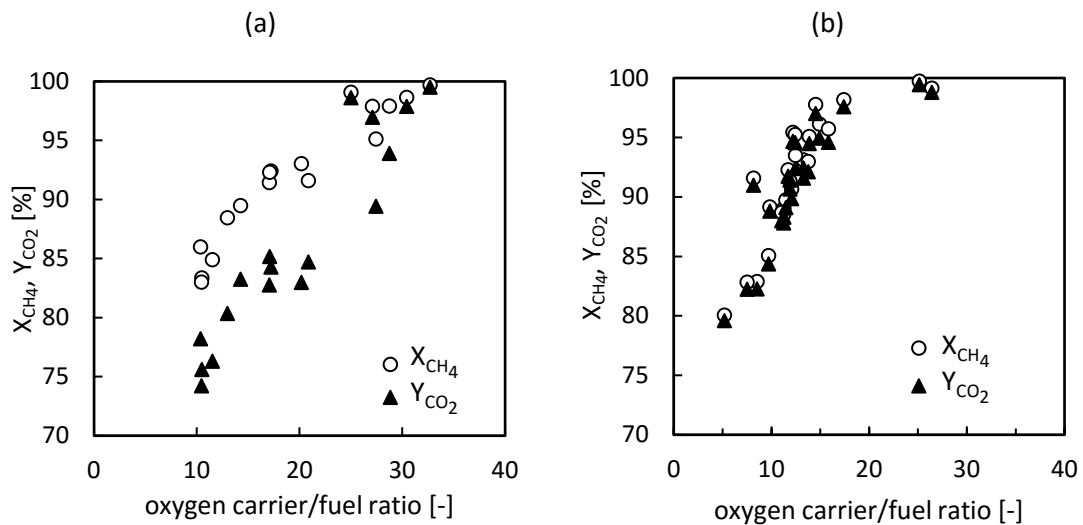 (a)
100
95
90
85
80
75
70
X_CH4, Y_CO2 [%]
X_CH4
Y_CO2
0 10 20 30 40
oxygen carrier/fuel ratio [-]
(b)
100
95
90
85
80
75
70
X_CH4, Y_CO2 [%]
X_CH4
Y_CO2
0 10 20 30 40
oxygen carrier/fuel ratio [-]